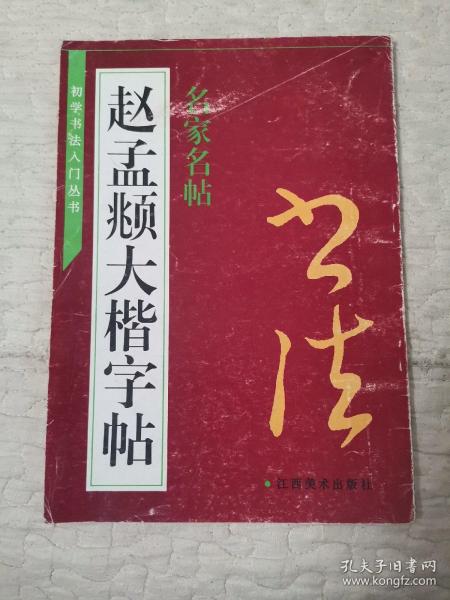 初学书法入门丛书
赵孟頫大楷字帖
名家名帖
书法
江西美术出版社
孔夫子旧书网
www.kongfz.com